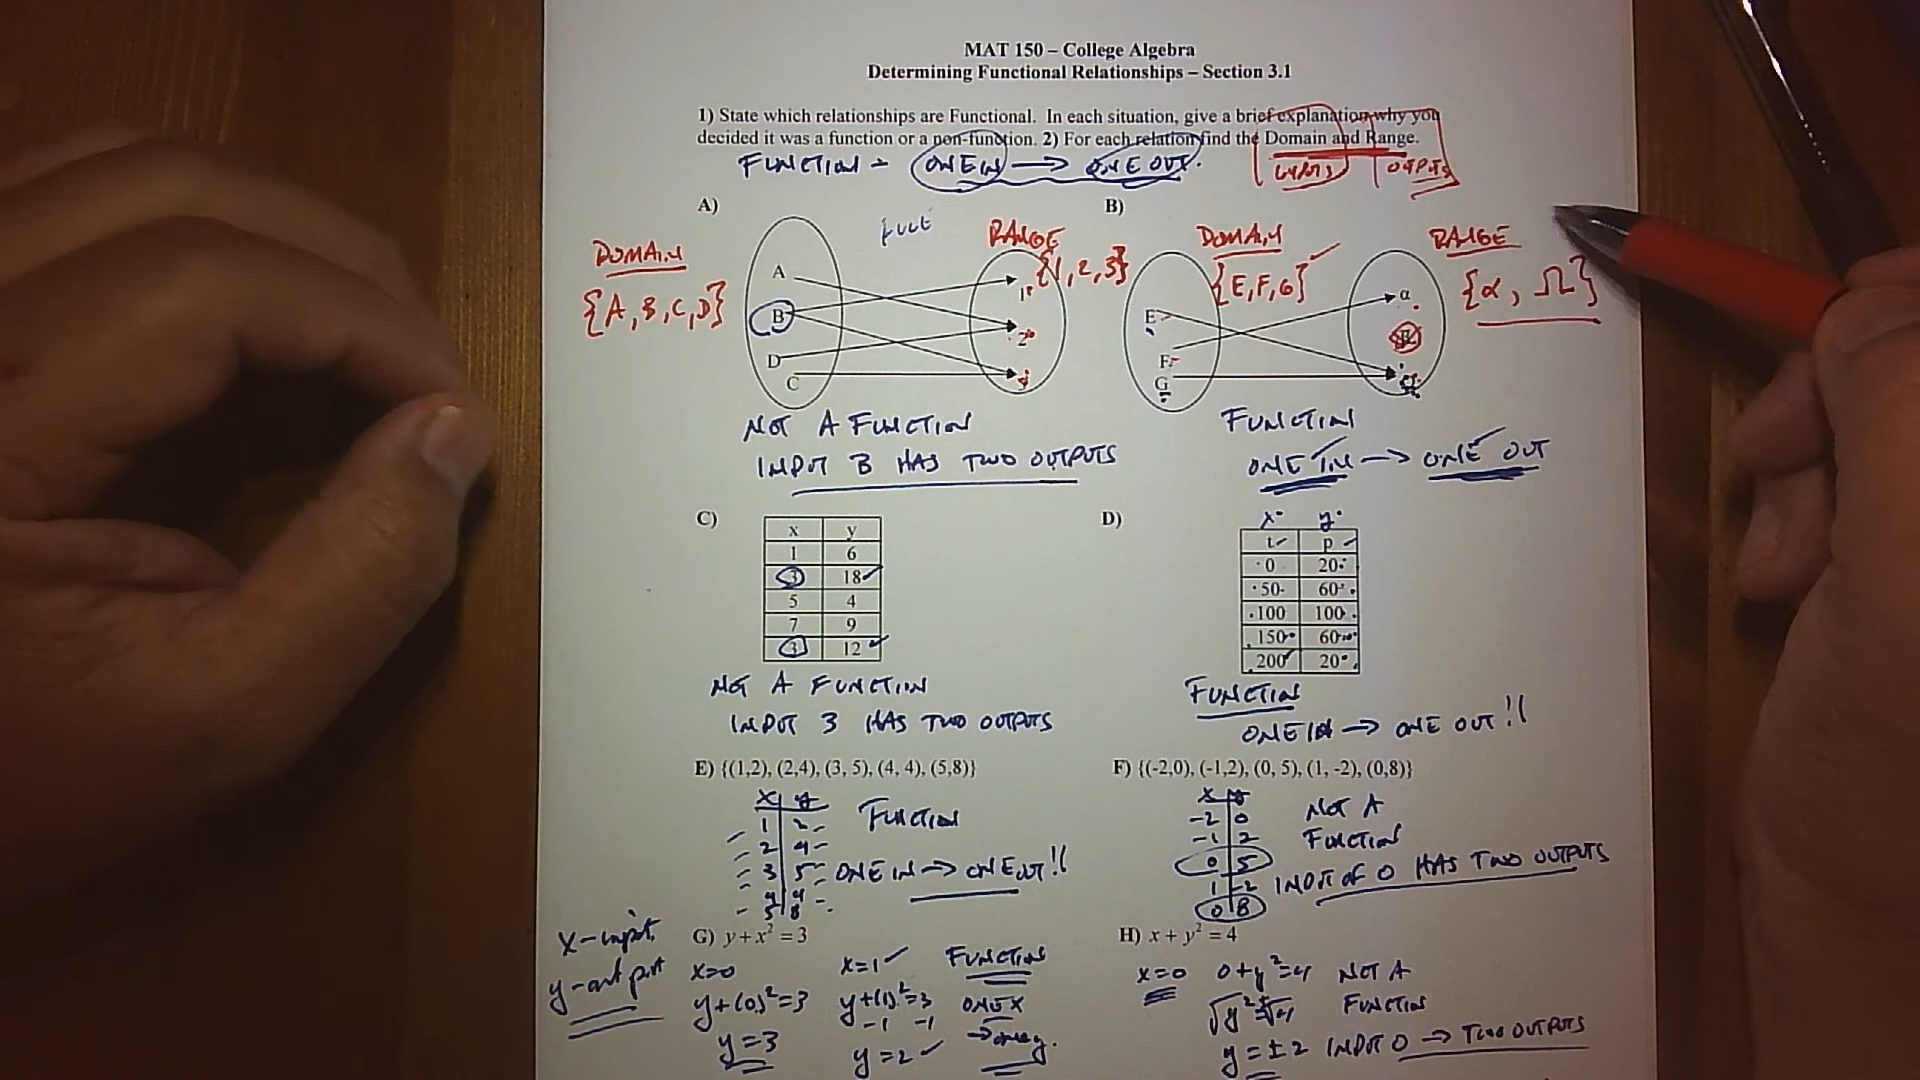 MAT 150 – College Algebra
Determining Functional Relationships – Section 3.1
1) State which relationships are Functional. In each situation, give a brief explanation why you
decided it was a function or a non-function. 2) For each relation find the Domain and Range.
FUNCTION - ONE IN → ONE OUT.
INPUTS OUTPUTS
A)
DOMAIN
{A, B, C, D}
A
B
D
C
RANGE
{1, 2, 3}
1
2
NOT A FUNCTION
INPUT B HAS TWO OUTPUTS
B)
DOMAIN
{E, F, G}
E
F
G
RANGE
{α, Ω}
α
Ω
FUNCTION
ONE IN → ONE OUT
C)
x y
1 6
3 18
5 4
7 9
3 12
NOT A FUNCTION
INPUT 3 HAS TWO OUTPUTS
D)
x y
t p
0 20
50 60
100 100
150 60
200 20
FUNCTION
ONE IN → ONE OUT!!
E) {(1,2), (2,4), (3, 5), (4, 4), (5,8)}
x y
1 2
2 4
3 5
4 4
5 8
FUNCTION
ONE IN → ONE OUT!!
F) {(-2,0), (-1,2), (0, 5), (1, -2), (0,8)}
x y
-2 0
-1 2
0 5
1 -2
0 8
NOT A
FUNCTION
INPUT OF 0 HAS TWO OUTPUTS
x-input
y-output
G) y + x² = 3
x=0
y+(0)²=3
y=3
x=1
y+(1)²=3
-1 -1
y=2
FUNCTION
ONE X
→ one y.
H) x + y² = 4
x=0 0+y²=4
√y²=√4
y=±2
NOT A
FUNCTION
INPUT 0 → TWO OUTPUTS